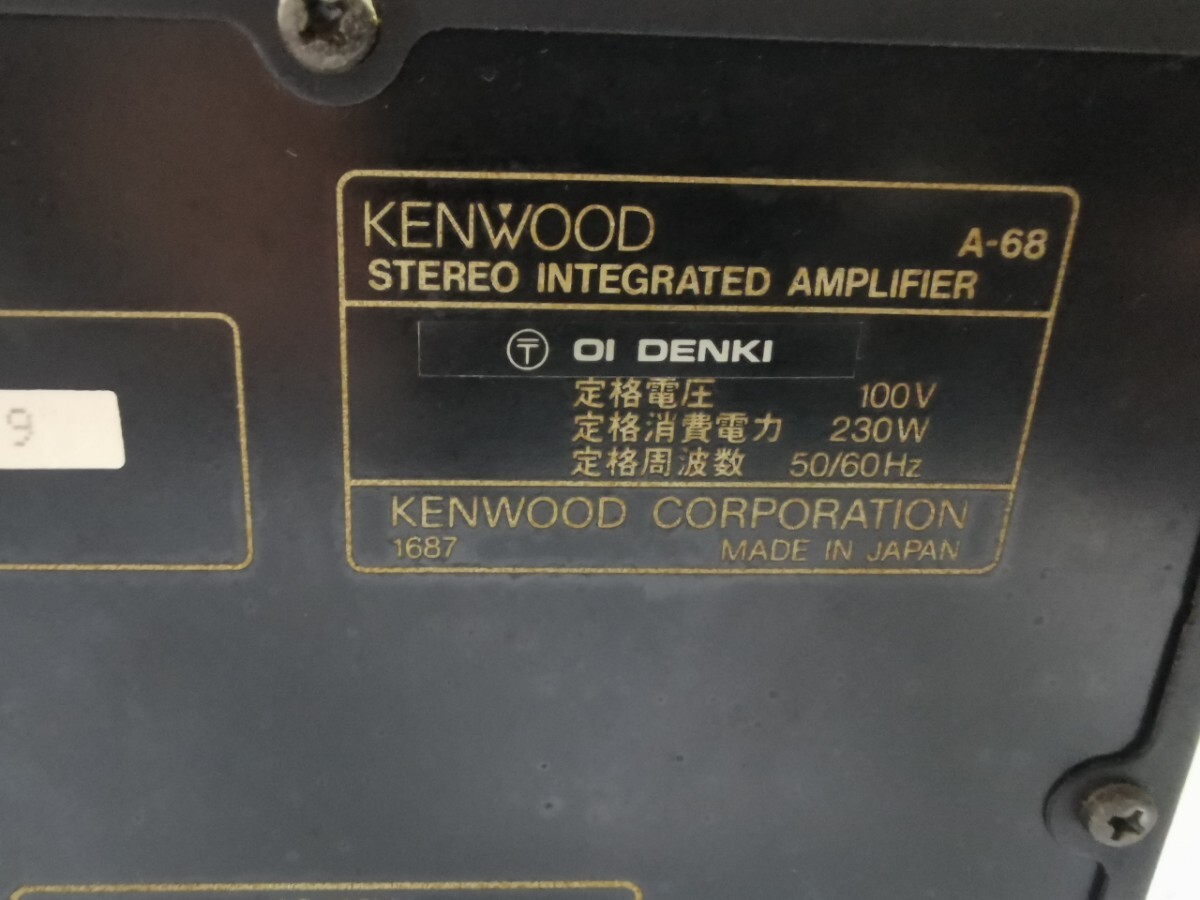 KENWOOD A-68
STEREO INTEGRATED AMPLIFIER
〒 OI DENKI
定格電圧 100V
定格消費電力 230W
定格周波数 50/60Hz
KENWOOD CORPORATION
1687 MADE IN JAPAN
9